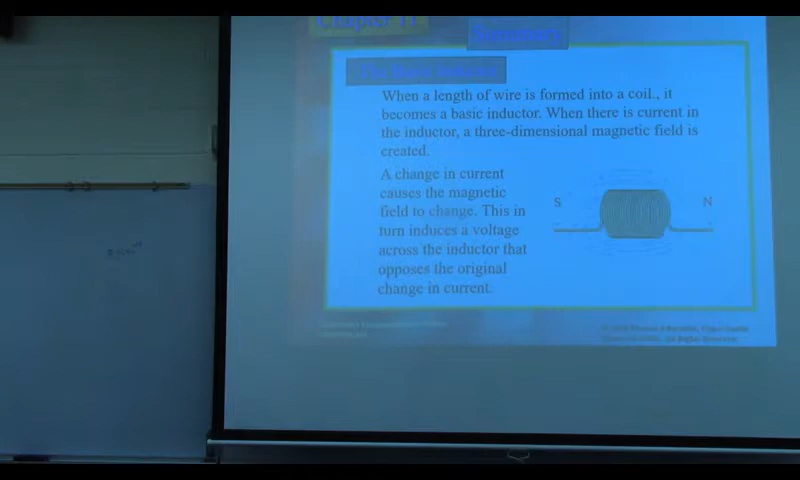 Chapter 11
Summary
The Basic Inductor
When a length of wire is formed into a coil., it
becomes a basic inductor. When there is current in
the inductor, a three-dimensional magnetic field is
created.
A change in current
causes the magnetic
field to change. This in
turn induces a voltage
across the inductor that
opposes the original
change in current.
S
N